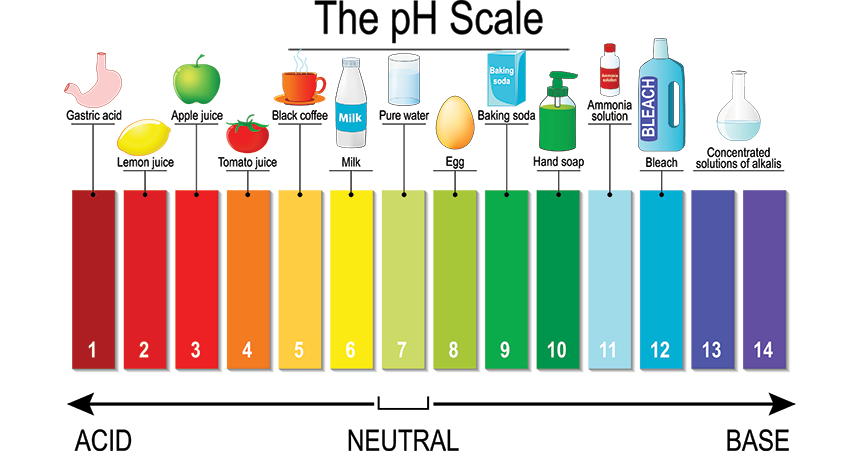 The pH Scale
Gastric acid
Lemon juice
Apple juice
Tomato juice
Black coffee
Milk
Milk
Pure water
Egg
Baking
soda
Baking soda
Hand soap
Ammonia
solution
Ammonia
solution
BLEACH
Bleach
Concentrated
solutions of alkalis
1 2 3 4 5 6 7 8 9 10 11 12 13 14
ACID NEUTRAL BASE